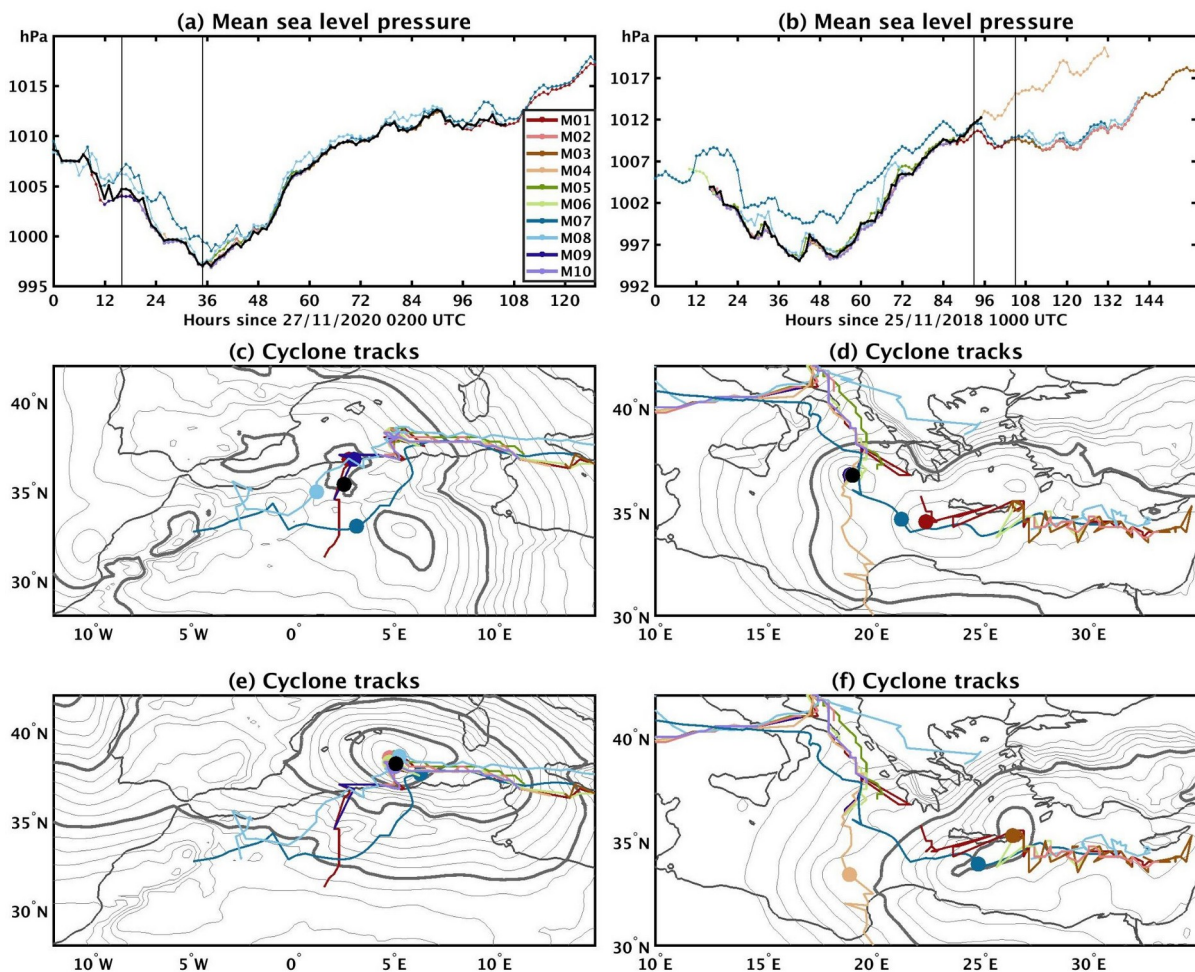 (a) Mean sea level pressure
hPa
1015
1010
1005
1000
995
0 12 24 36 48 60 72 84 96 108 120
Hours since 27/11/2020 0200 UTC
M01
M02
M03
M04
M05
M06
M07
M08
M09
M10
(b) Mean sea level pressure
hPa
1017
1012
1007
1002
997
992
0 12 24 36 48 60 72 84 96 108 120 132 144
Hours since 25/11/2018 1000 UTC
(c) Cyclone tracks
40°N
35°N
30°N
10°W 5°W 0° 5°E 10°E
(d) Cyclone tracks
40°N
35°N
30°N
10°E 15°E 20°E 25°E 30°E
(e) Cyclone tracks
40°N
35°N
30°N
10°W 5°W 0° 5°E 10°E
(f) Cyclone tracks
40°N
35°N
30°N
10°E 15°E 20°E 25°E 30°E